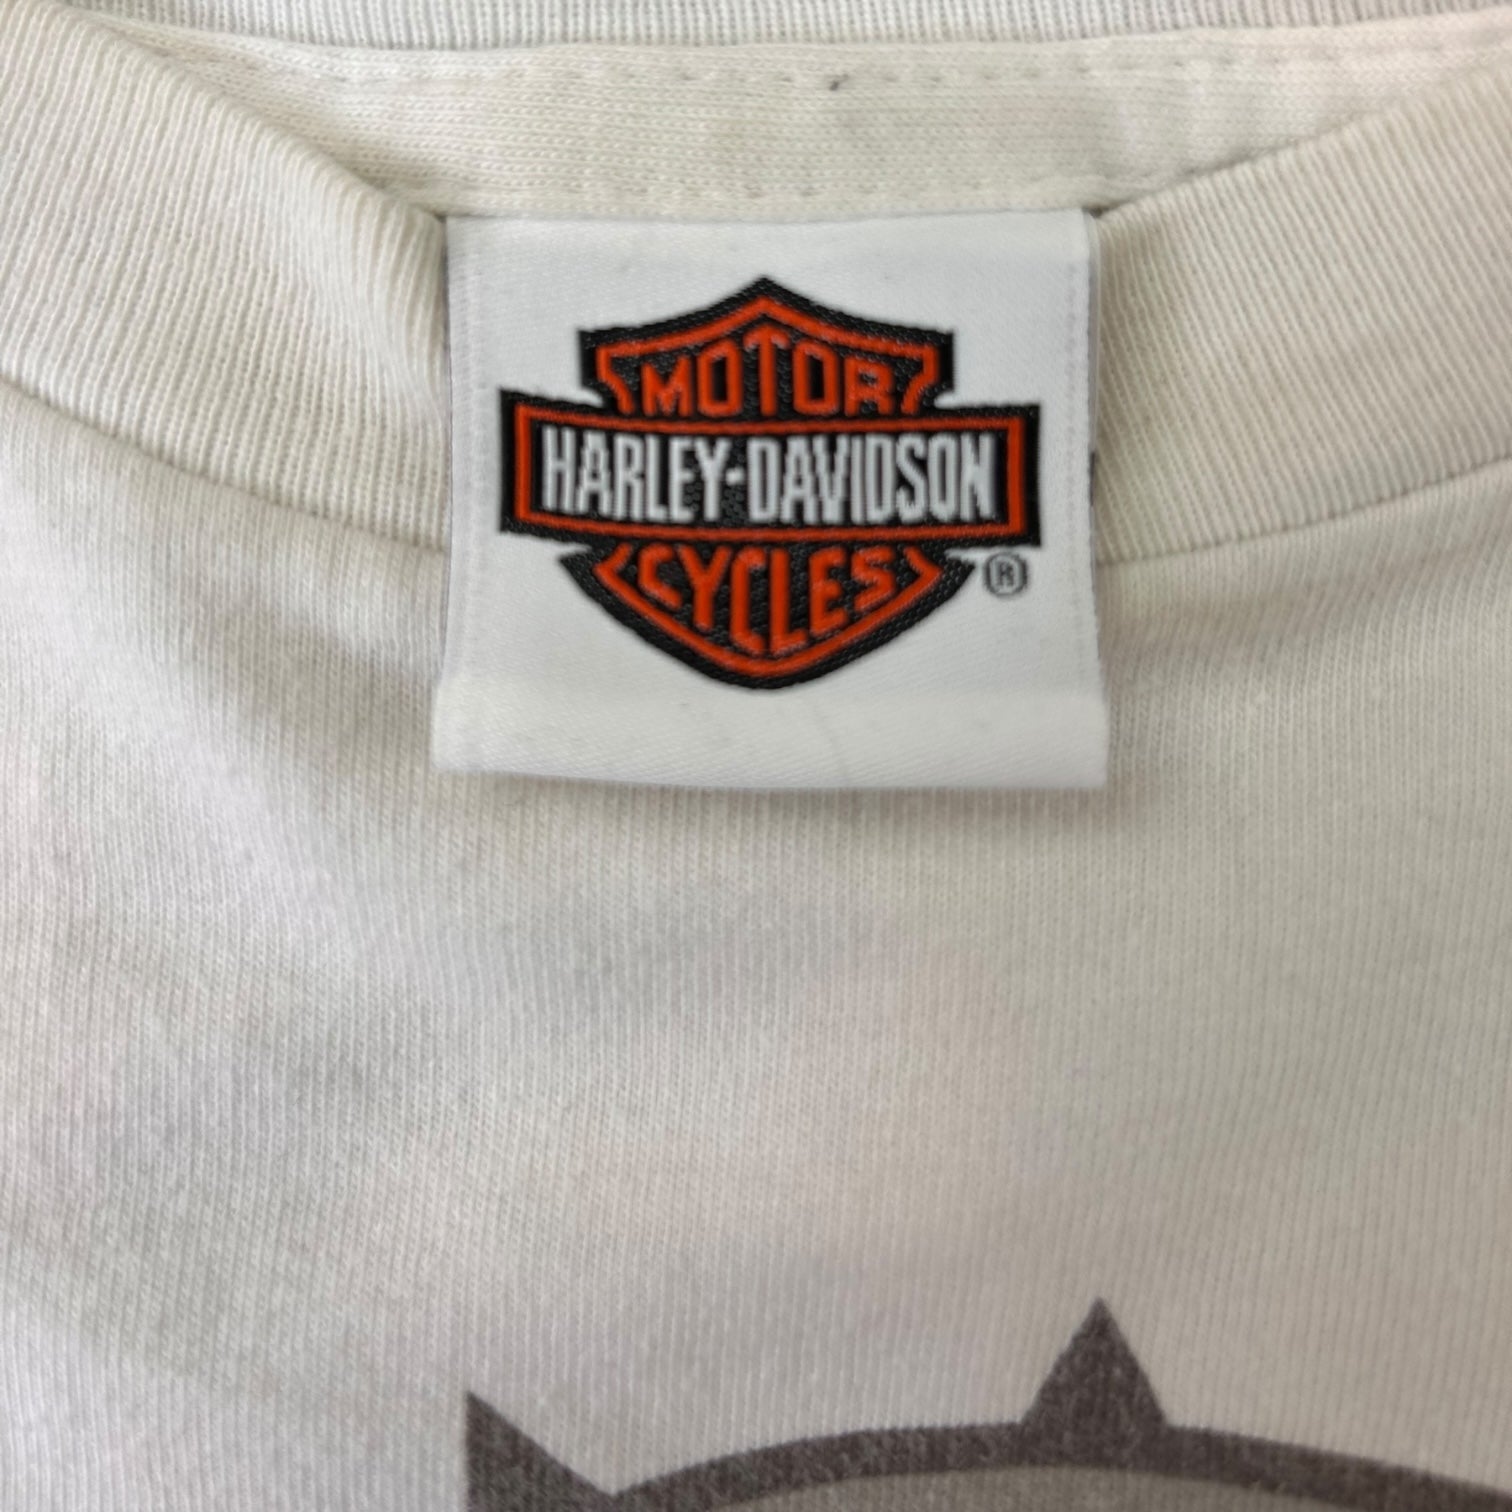 MOTOR
HARLEY-DAVIDSON
CYCLES
®